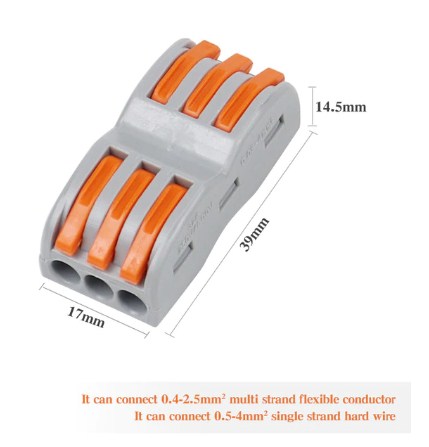 14.5mm
39mm
17mm
It can connect 0.4-2.5mm² multi strand flexible conductor
It can connect 0.5-4mm² single strand hard wire